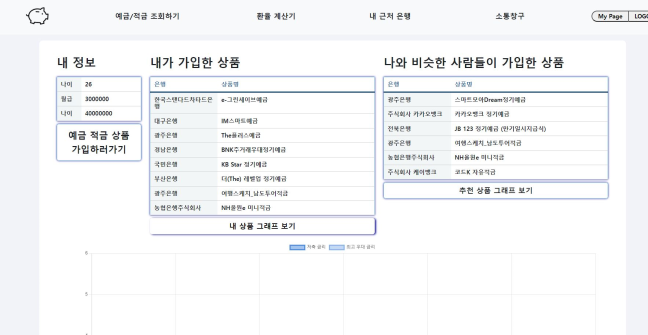 예금/적금 조회하기
환율 계산기
내 근처 은행
소통창구
My Page
LOGO
내 정보
나이 26
월급 3000000
나이 40000000
예금 적금 상품
가입하러가기
내가 가입한 상품
은행 상품명
한국스탠다드차타드은행 e-그린세이브예금
대구은행 IM스마트예금
광주은행 The플러스예금
경남은행 BNK주거래우대정기예금
국민은행 KB Star 정기예금
부산은행 더(The) 레벨업 정기예금
광주은행 여행스케치_남도투어적금
농협은행주식회사 NH올원e 미니적금
내 상품 그래프 보기
나와 비슷한 사람들이 가입한 상품
은행 상품명
광주은행 스마트모아Dream정기예금
주식회사 카카오뱅크 카카오뱅크 정기예금
전북은행 JB 123 정기예금 (만기일시지급식)
광주은행 여행스케치_남도투어적금
농협은행주식회사 NH올원e 미니적금
주식회사 케이뱅크 코드K 자유적금
추천 상품 그래프 보기
저축 금리 최고 우대 금리
6
5